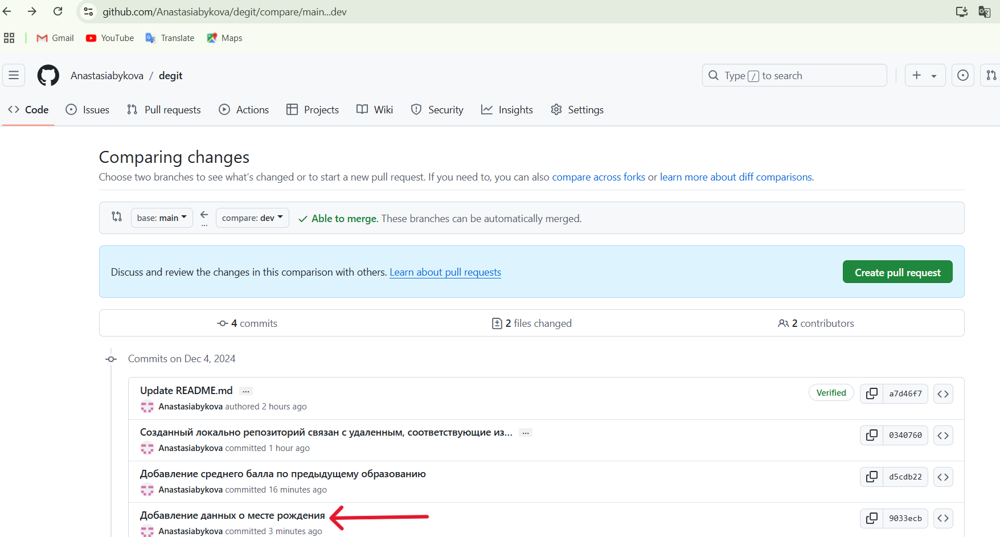 github.com/Anastasiabykova/degit/compare/main...dev
Gmail YouTube Translate Maps
Anastasiabykova / degit
Type / to search
Code Issues Pull requests Actions Projects Wiki Security Insights Settings
Comparing changes
Choose two branches to see what's changed or to start a new pull request. If you need to, you can also compare across forks or learn more about diff comparisons.
base: main ... compare: dev Able to merge. These branches can be automatically merged.
Discuss and review the changes in this comparison with others. Learn about pull requests
Create pull request
4 commits 2 files changed 2 contributors
Commits on Dec 4, 2024
Update README.md ...
Verified a7d46f7
Anastasiabykova authored 2 hours ago
Созданный локально репозиторий связан с удаленным, соответствующие из... ...
0340760
Anastasiabykova committed 1 hour ago
Добавление среднего балла по предыдущему образованию
d5cdb22
Anastasiabykova committed 16 minutes ago
Добавление данных о месте рождения
9033ecb
Anastasiabykova committed 3 minutes ago